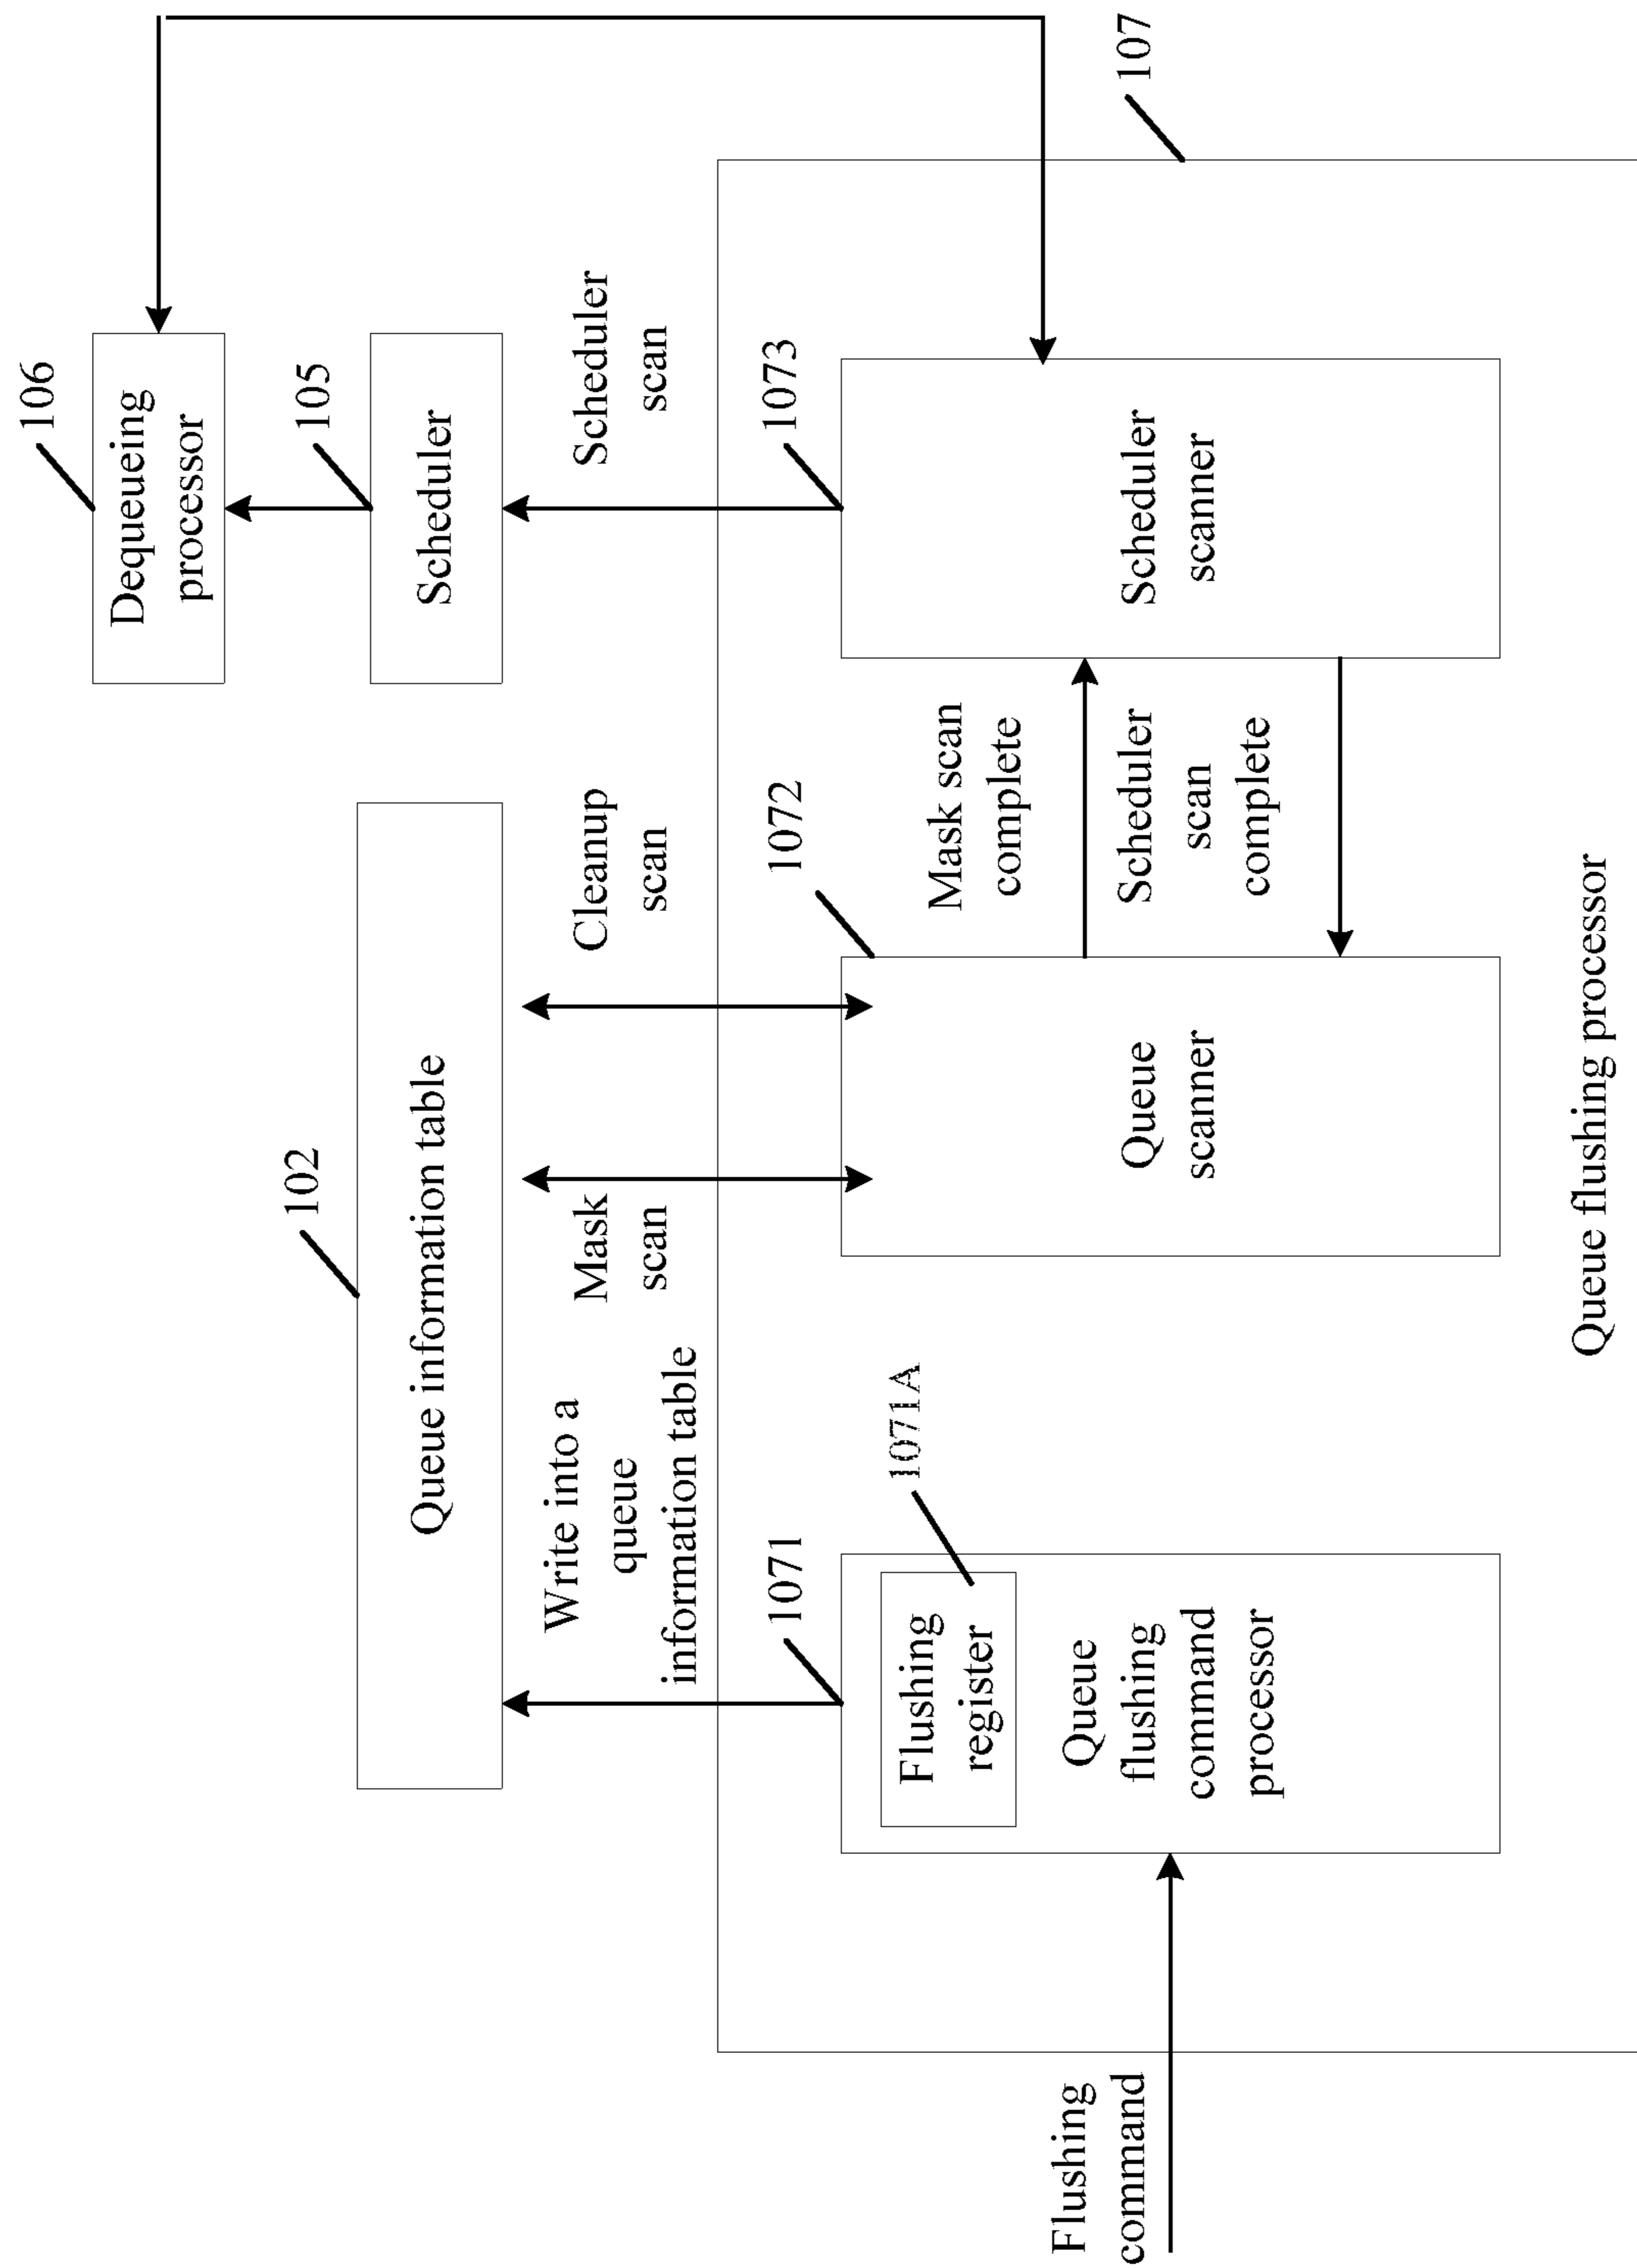 106
Dequeueing
processor
105
Scheduler
Scheduler
scan
102
Queue information table
Write into a
queue
information table
Mask
scan
Cleanup
scan
107
1071
1071A
Flushing
register
Queue
flushing
command
processor
1072
Queue
scanner
Mask scan
complete
Scheduler
scan
complete
1073
Scheduler
scanner
Flushing
command
Queue flushing processor